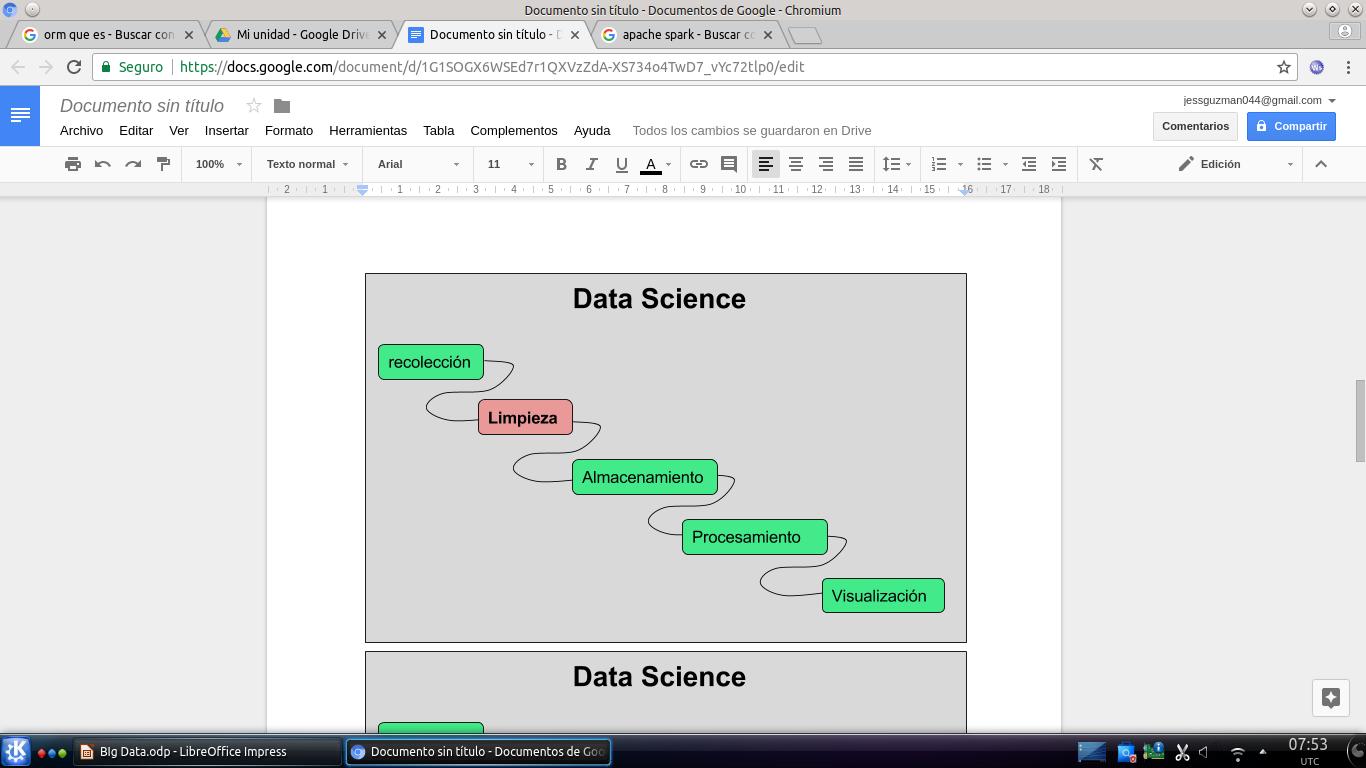 Documento sin título - Documentos de Google - Chromium
orm que es - Buscar con
Mi unidad - Google Drive
Documento sin título - D
apache spark - Buscar co
Seguro
https://docs.google.com/document/d/1G1SOGX6WSEd7r1QXVzZdA-XS734o4TwD7_vYc72tlp0/edit
Documento sin título
jessguzman044@gmail.com
Archivo Editar Ver Insertar Formato Herramientas Tabla Complementos Ayuda Todos los cambios se guardaron en Drive
Comentarios Compartir
100% Texto normal Arial 11 B I U A Edición
2 1 1 2 3 4 5 6 7 8 9 10 11 12 13 14 15 16 17 18
Data Science
recolección
Limpieza
Almacenamiento
Procesamiento
Visualización
Data Science
BIg Data.odp - LibreOffice Impress
Documento sin título - Documentos de Goo
07:53
UTC